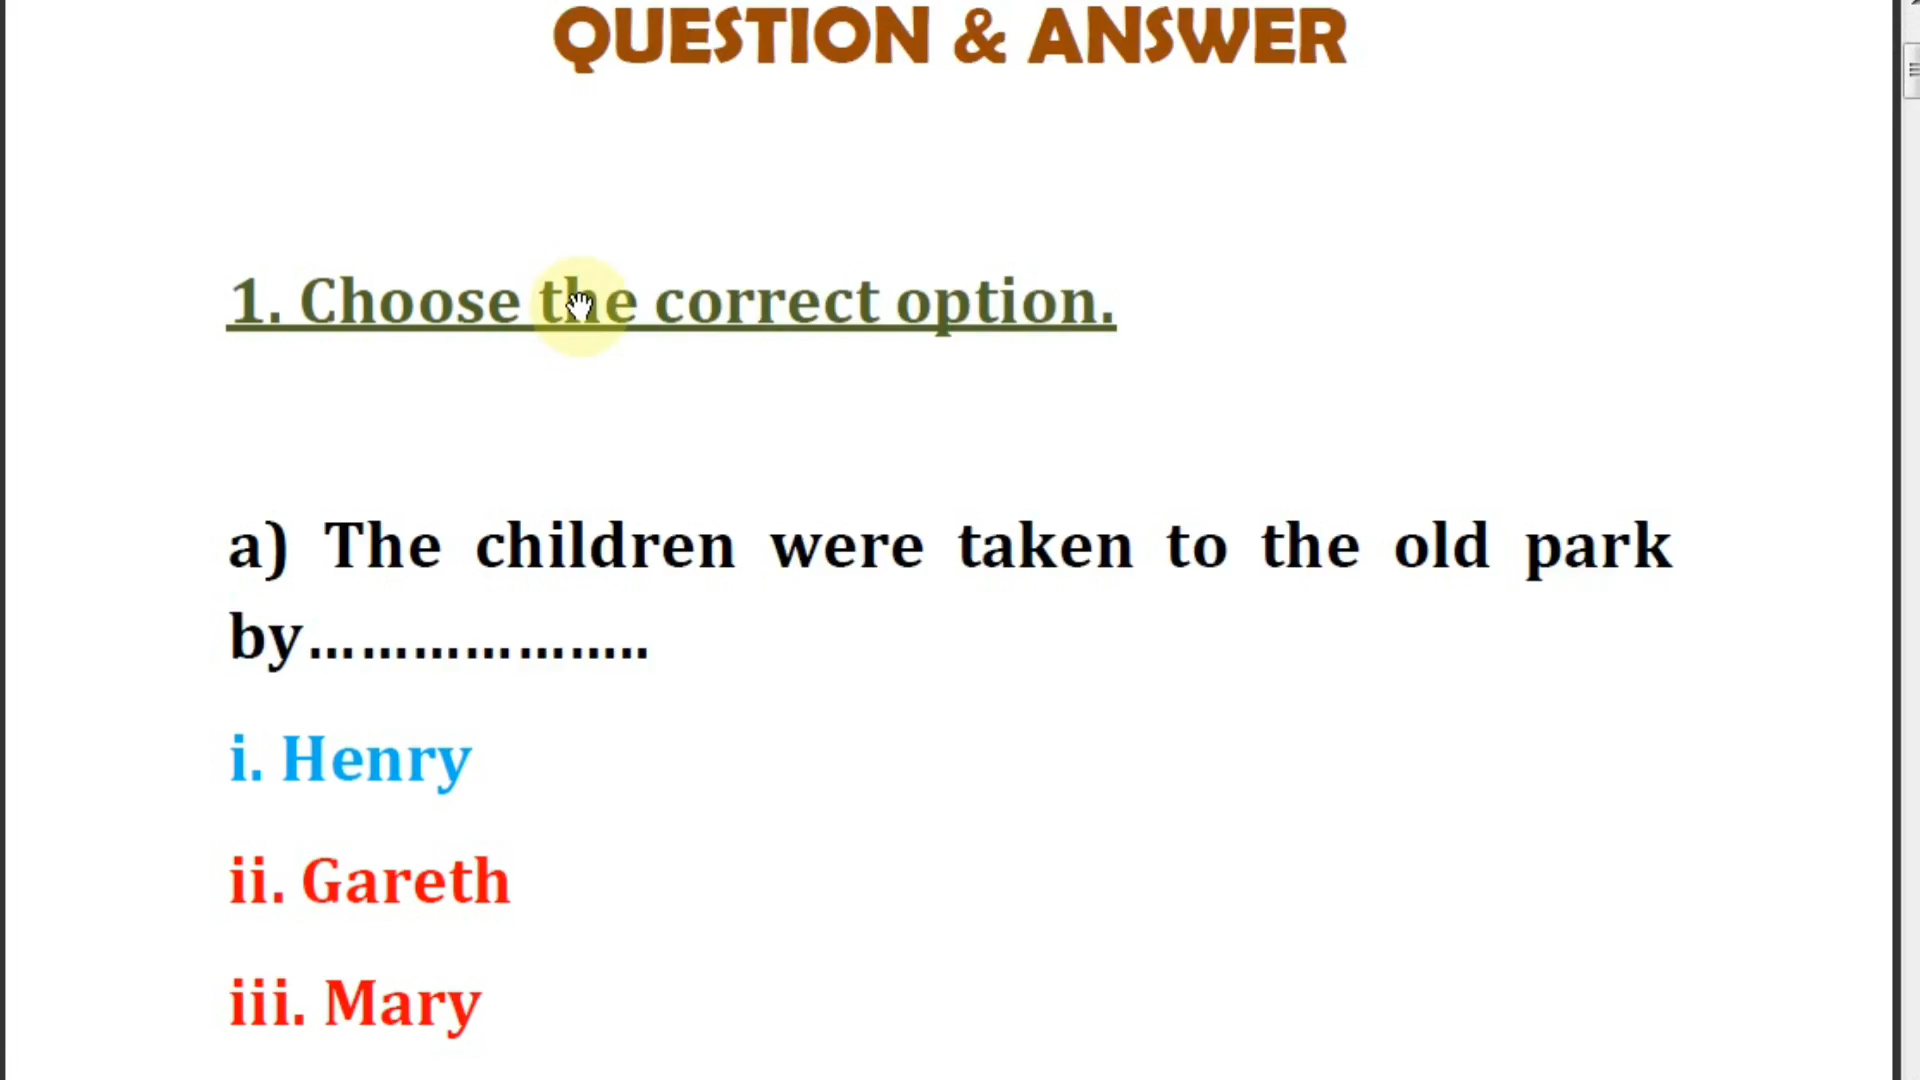 QUESTION & ANSWER
1. Choose the correct option.
a) The children were taken to the old park
by………………..
i. Henry
ii. Gareth
iii. Mary